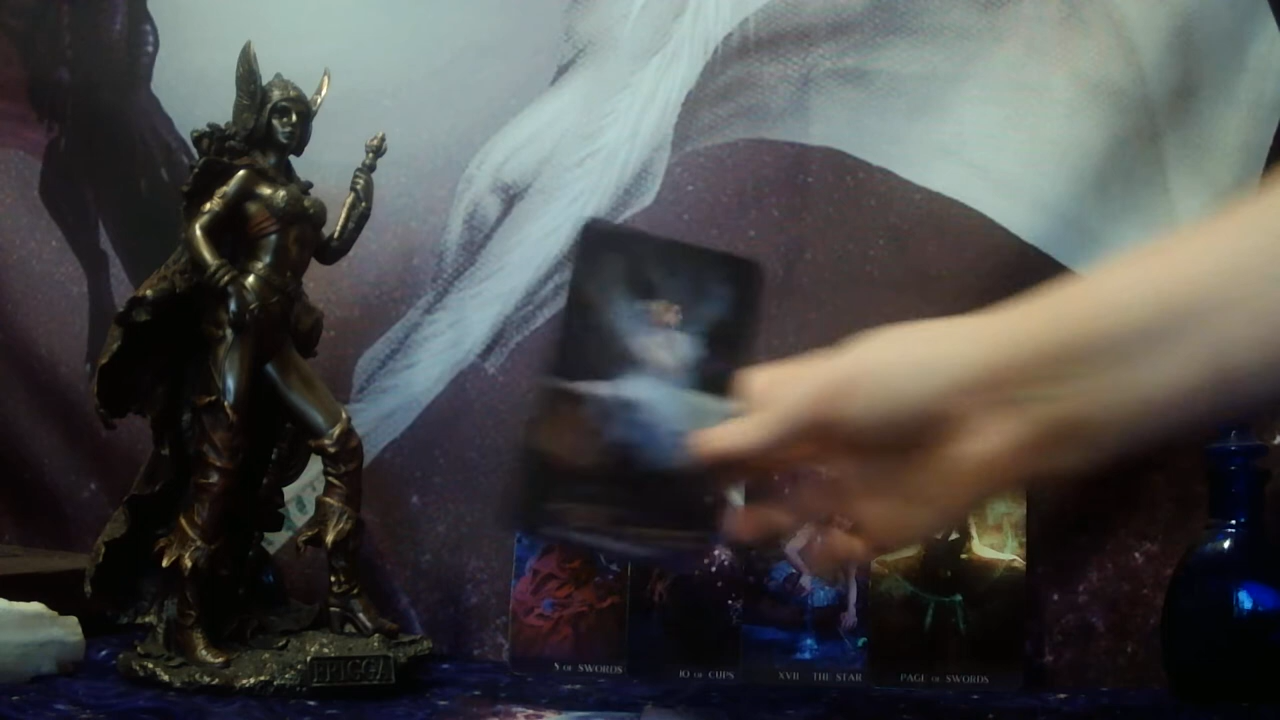 5 OF SWORDS
10 OF CUPS
XVII THE STAR
PAGE OF SWORDS
FRIGGA